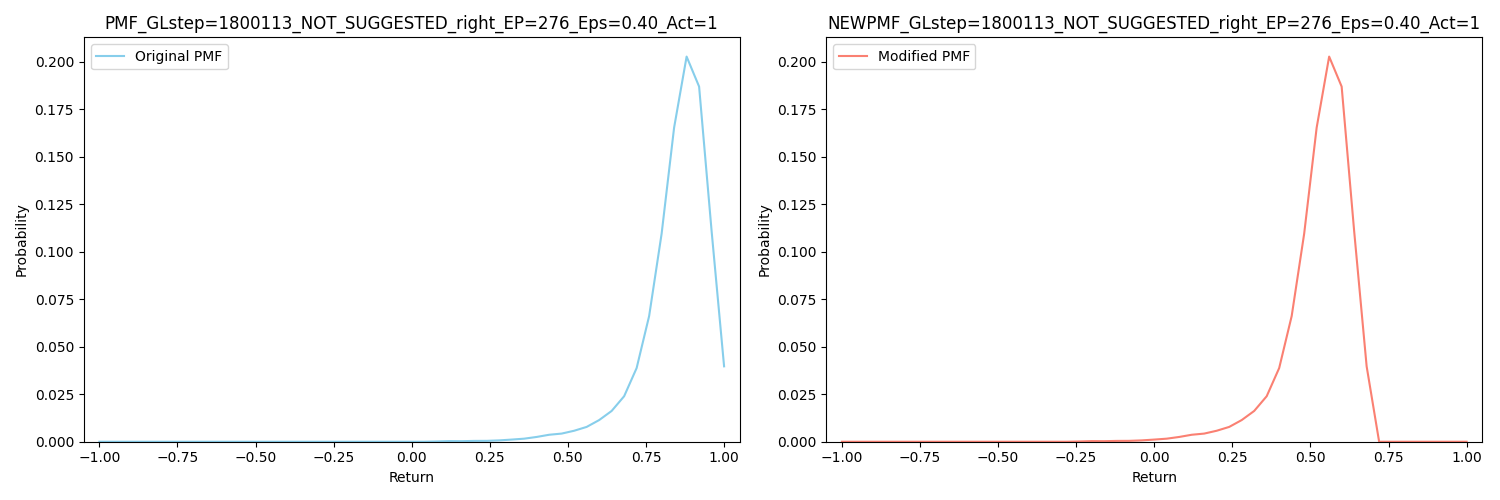 PMF_GLstep=1800113_NOT_SUGGESTED_right_EP=276_Eps=0.40_Act=1
Original PMF
0.200
0.175
0.150
0.125
0.100
0.075
0.050
0.025
0.000
Probability
−1.00 −0.75 −0.50 −0.25 0.00 0.25 0.50 0.75 1.00
Return
NEWPMF_GLstep=1800113_NOT_SUGGESTED_right_EP=276_Eps=0.40_Act=1
Modified PMF
0.200
0.175
0.150
0.125
0.100
0.075
0.050
0.025
0.000
Probability
−1.00 −0.75 −0.50 −0.25 0.00 0.25 0.50 0.75 1.00
Return